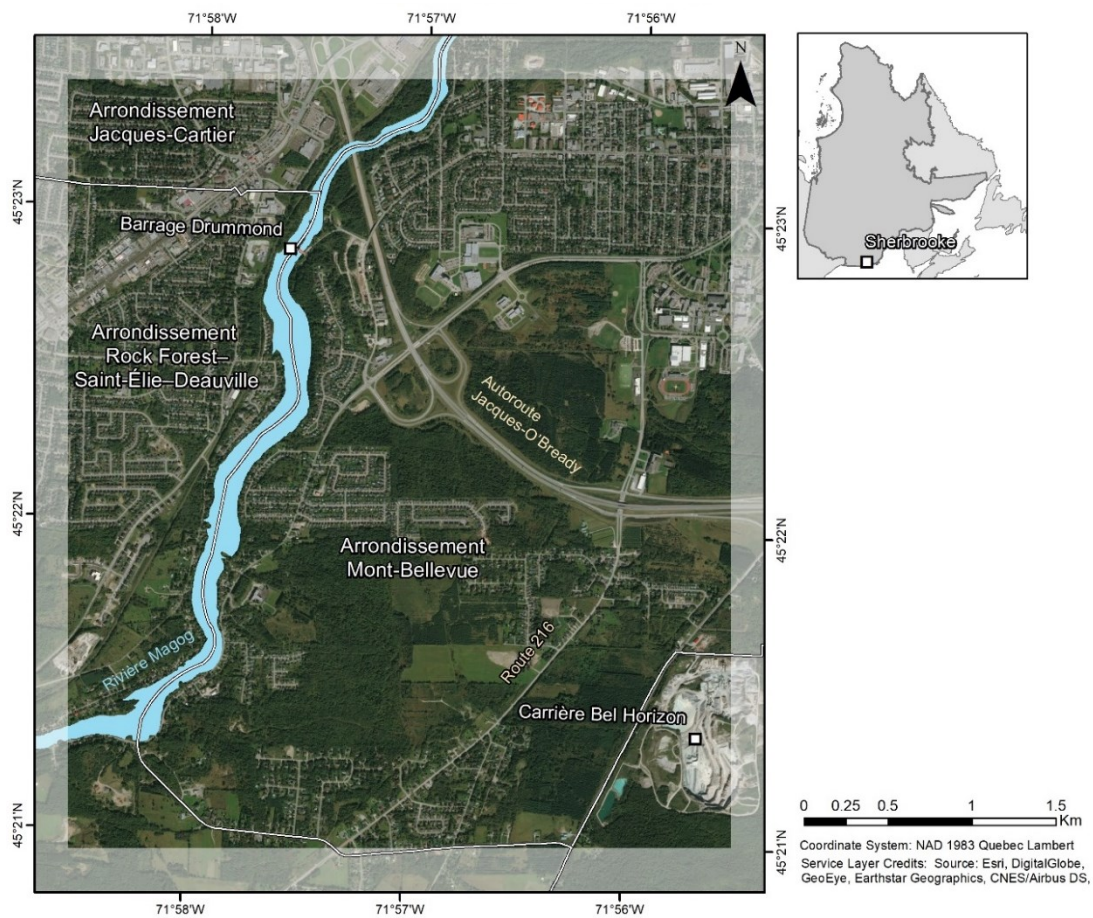 71°58'W
71°57'W
71°56'W
N
Arrondissement
Jacques-Cartier
45°23'N
45°23'N
Barrage Drummond
Sherbrooke
Arrondissement
Rock Forest–
Saint-Élie–Deauville
Autoroute
Jacques-O'Bready
45°22'N
45°22'N
Arrondissement
Mont-Bellevue
Rivière Magog
Route 216
Carrière Bel Horizon
45°21'N
45°21'N
0 0.25 0.5 1 1.5
Km
Coordinate System: NAD 1983 Quebec Lambert
Service Layer Credits: Source: Esri, DigitalGlobe,
GeoEye, Earthstar Geographics, CNES/Airbus DS,
71°58'W
71°57'W
71°56'W